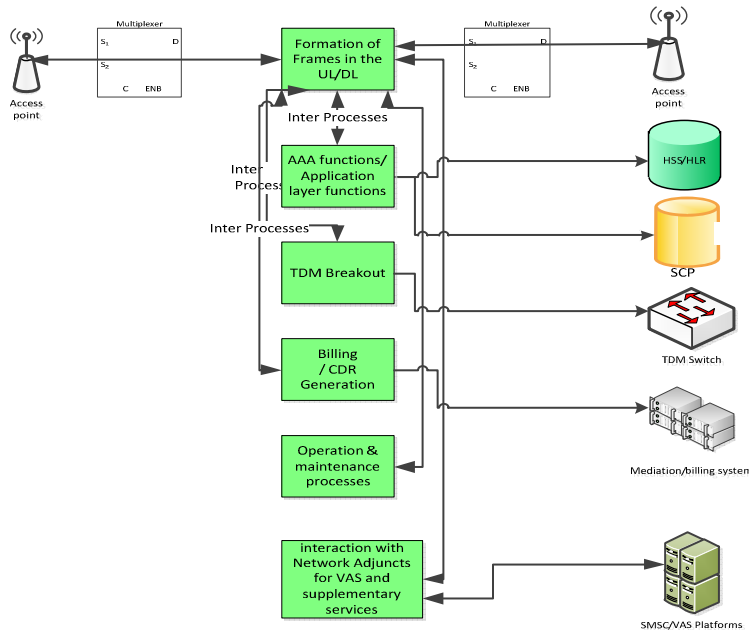 Multiplexer
S1
D
S2
C ENB
Access
point
Formation of
Frames in the
UL/DL
Multiplexer
S1
D
S2
C ENB
Access
point
Inter Processes
AAA functions/
Application
layer functions
HSS/HLR
Inter
Proces
Inter Processes
SCP
TDM Breakout
TDM Switch
Billing
/ CDR
Generation
Mediation/billing system
Operation &
maintenance
processes
interaction with
Network Adjuncts
for VAS and
supplementary
services
SMSC/VAS Platforms